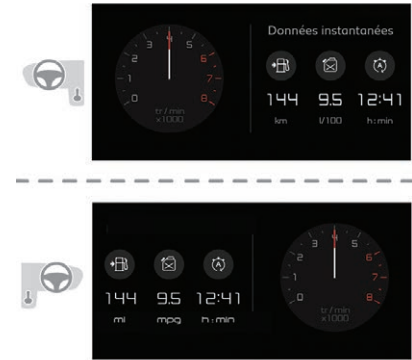 Données instantanées
0 1 2 3 4 5 6 7 8
tr/min
x1000
144 9.5 12:41
km l/100 h:min
144 9.5 12:41
mi mpg h:min
0 1 2 3 4 5 6 7 8
tr/min
x1000